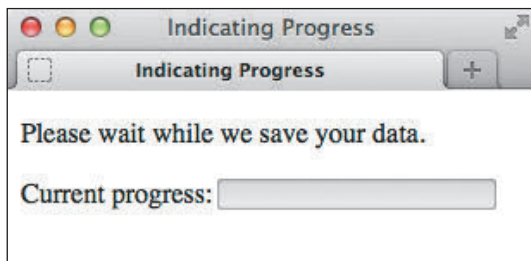 Indicating Progress
Indicating Progress
Please wait while we save your data.
Current progress: